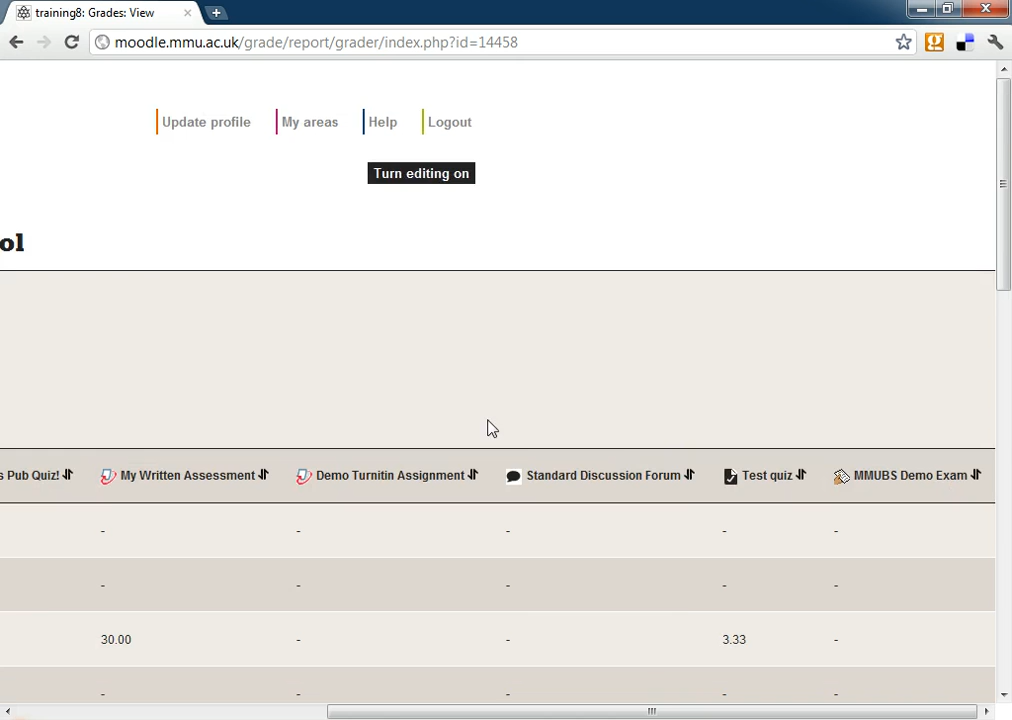 training8: Grades: View
moodle.mmu.ac.uk/grade/report/grader/index.php?id=14458
Update profile My areas Help Logout
Turn editing on
ol
s Pub Quiz! My Written Assessment Demo Turnitin Assignment Standard Discussion Forum Test quiz MMUBS Demo Exam
- - - - -
- - - - -
30.00 - - 3.33 -
- - - - -